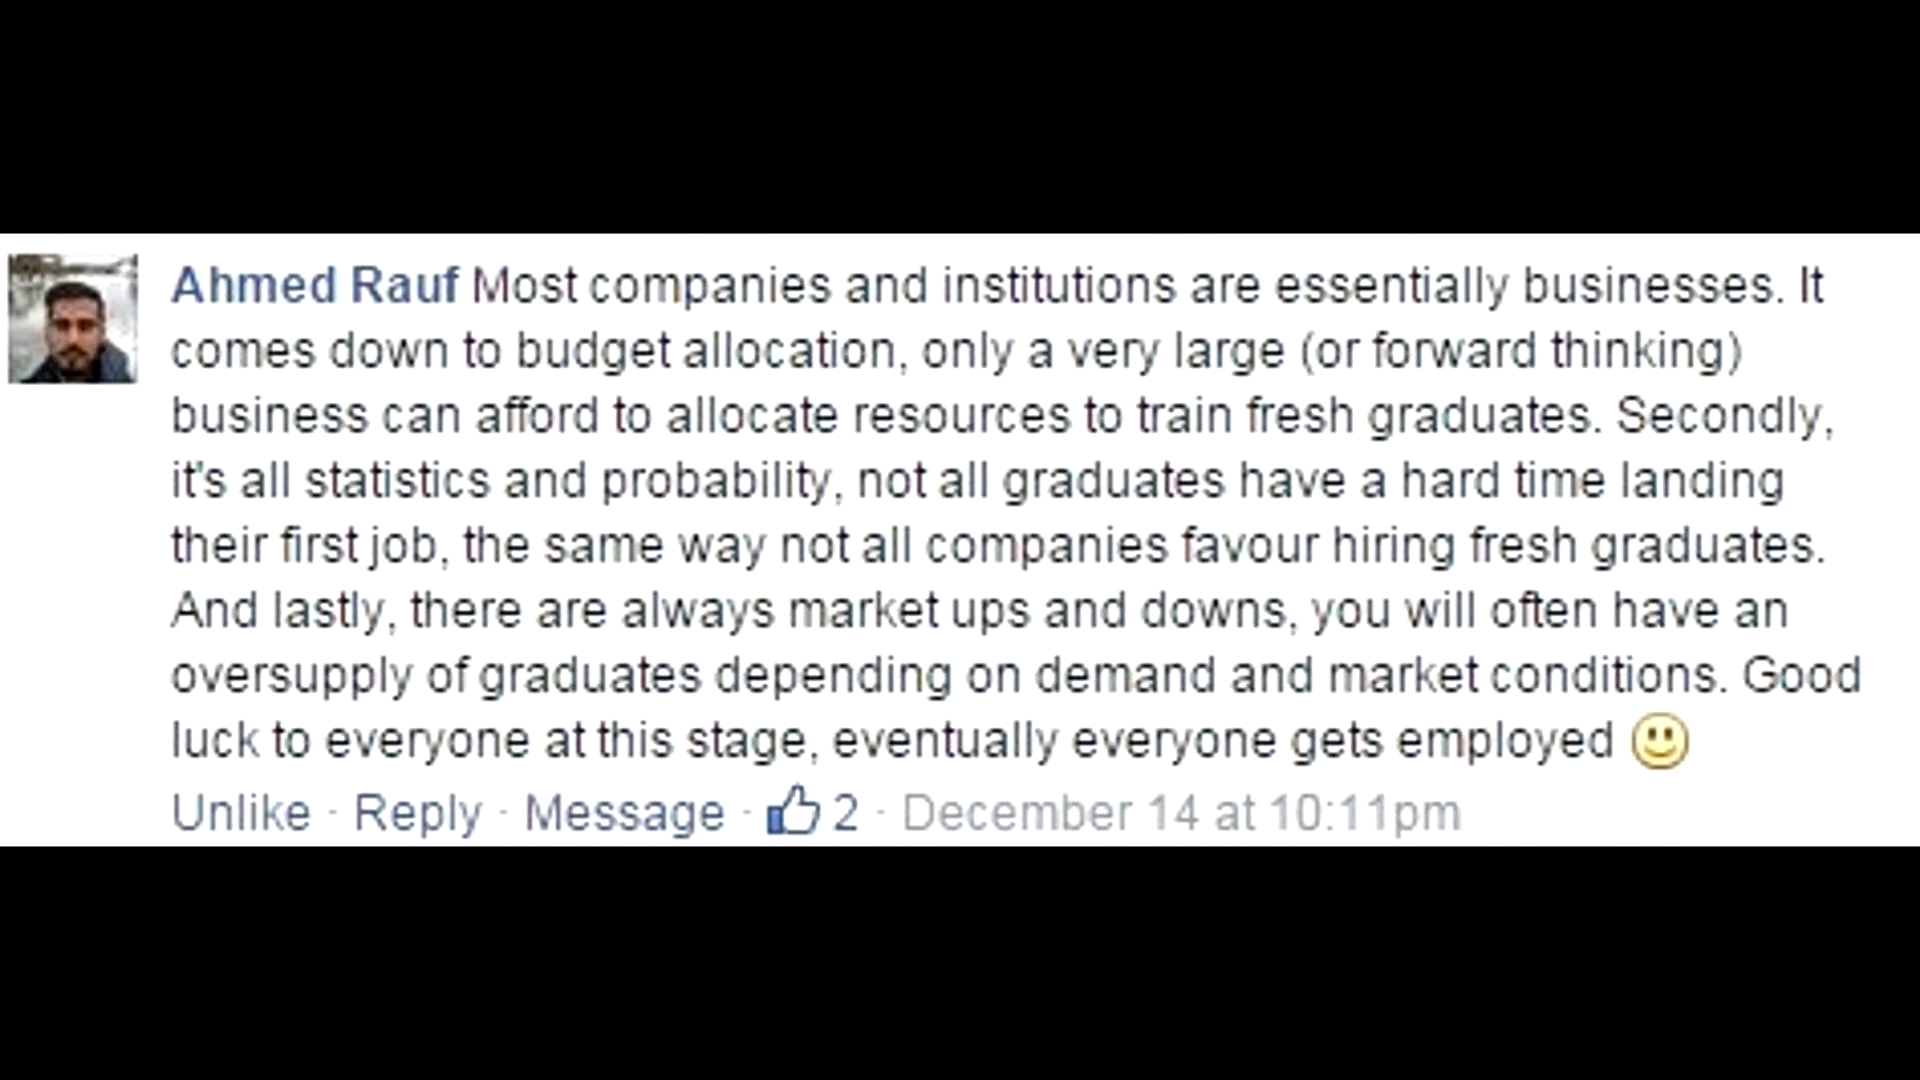 Ahmed Rauf Most companies and institutions are essentially businesses. It
comes down to budget allocation, only a very large (or forward thinking)
business can afford to allocate resources to train fresh graduates. Secondly,
it's all statistics and probability, not all graduates have a hard time landing
their first job, the same way not all companies favour hiring fresh graduates.
And lastly, there are always market ups and downs, you will often have an
oversupply of graduates depending on demand and market conditions. Good
luck to everyone at this stage, eventually everyone gets employed
Unlike · Reply · Message · 2 · December 14 at 10:11pm